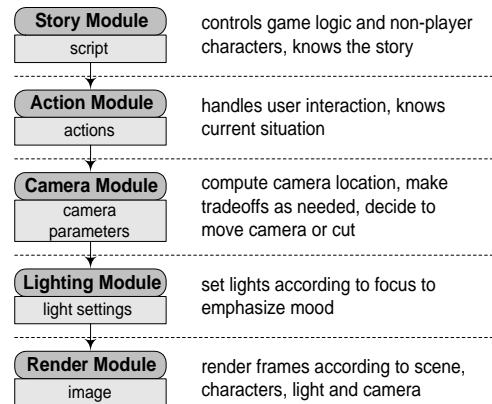 Story Module
script
controls game logic and non-player
characters, knows the story
Action Module
actions
handles user interaction, knows
current situation
Camera Module
camera
parameters
compute camera location, make
tradeoffs as needed, decide to
move camera or cut
Lighting Module
light settings
set lights according to focus to
emphasize mood
Render Module
image
render frames according to scene,
characters, light and camera